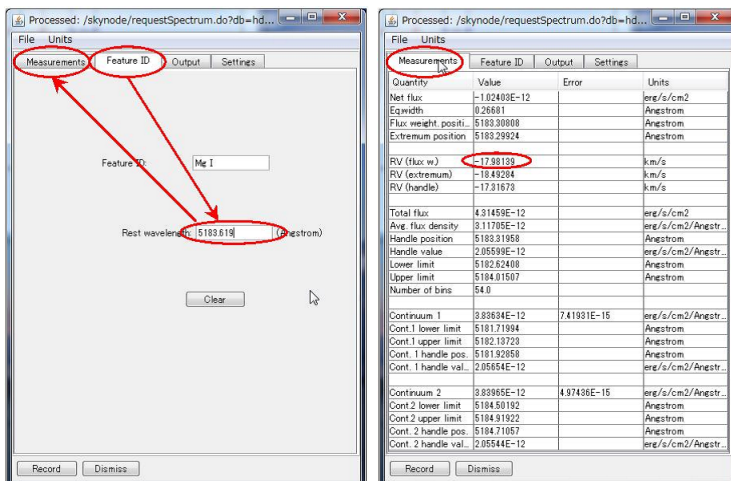 Processed: /skynode/requestSpectrum.do?db=hd...
File Units
Measurements Feature ID Output Settings
Feature ID: Mg I
Rest wavelength: 5183.619 (Angstrom)
Clear
Record Dismiss
Processed: /skynode/requestSpectrum.do?db=hd...
File Units
Measurements Feature ID Output Settings
Quantity Value Error Units
Net flux -1.02403E-12 erg/s/cm2
Eq.width 0.26681 Angstrom
Flux weight. positi... 5183.30808 Angstrom
Extremum position 5183.29924 Angstrom
RV (flux w.) -17.98139 km/s
RV (extremum) -18.49284 km/s
RV (handle) -17.31673 km/s
Total flux 4.31459E-12 erg/s/cm2
Avg. flux density 3.11705E-12 erg/s/cm2/Angstr...
Handle position 5183.31958 Angstrom
Handle value 2.05599E-12 erg/s/cm2/Angstr...
Lower limit 5182.62408 Angstrom
Upper limit 5184.01507 Angstrom
Number of bins 54.0
Continuum 1 3.83634E-12 7.41931E-15 erg/s/cm2/Angstr...
Cont.1 lower limit 5181.71994 Angstrom
Cont.1 upper limit 5182.13723 Angstrom
Cont. 1 handle pos. 5181.92858 Angstrom
Cont. 1 handle val... 2.05654E-12 erg/s/cm2/Angstr...
Continuum 2 3.83965E-12 4.97436E-15 erg/s/cm2/Angstr...
Cont.2 lower limit 5184.50192 Angstrom
Cont.2 upper limit 5184.91922 Angstrom
Cont. 2 handle pos. 5184.71057 Angstrom
Cont. 2 handle val... 2.05544E-12 erg/s/cm2/Angstr...
Record Dismiss